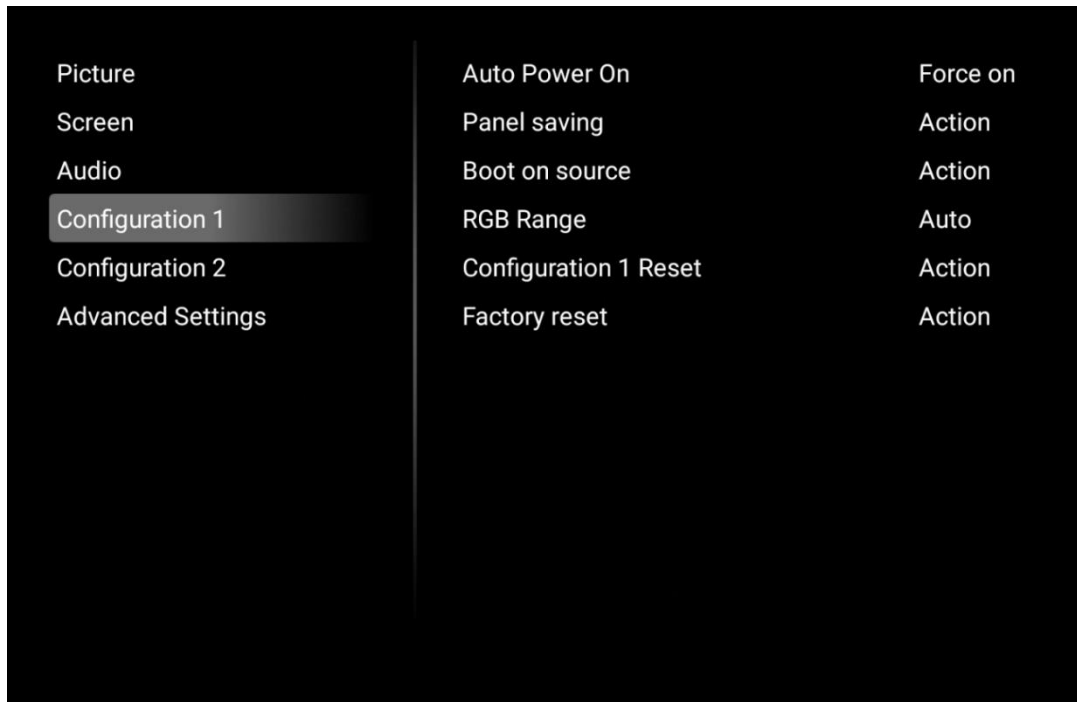 Picture
Screen
Audio
Configuration 1
Configuration 2
Advanced Settings
Auto Power On Force on
Panel saving Action
Boot on source Action
RGB Range Auto
Configuration 1 Reset Action
Factory reset Action